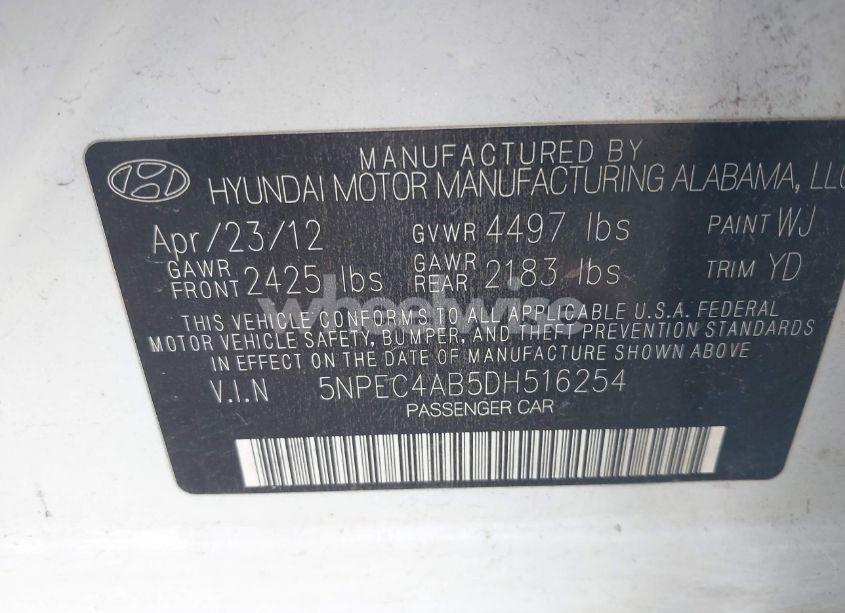 MANUFACTURED BY
HYUNDAI MOTOR MANUFACTURING ALABAMA, LLC
Apr/23/12 GVWR 4497 lbs PAINT WJ
GAWR FRONT 2425 lbs GAWR REAR 2183 lbs TRIM YD
wheelwise
THIS VEHICLE CONFORMS TO ALL APPLICABLE U.S.A. FEDERAL
MOTOR VEHICLE SAFETY, BUMPER, AND THEFT PREVENTION STANDARDS
IN EFFECT ON THE DATE OF MANUFACTURE SHOWN ABOVE
V.I.N 5NPEC4AB5DH516254
PASSENGER CAR